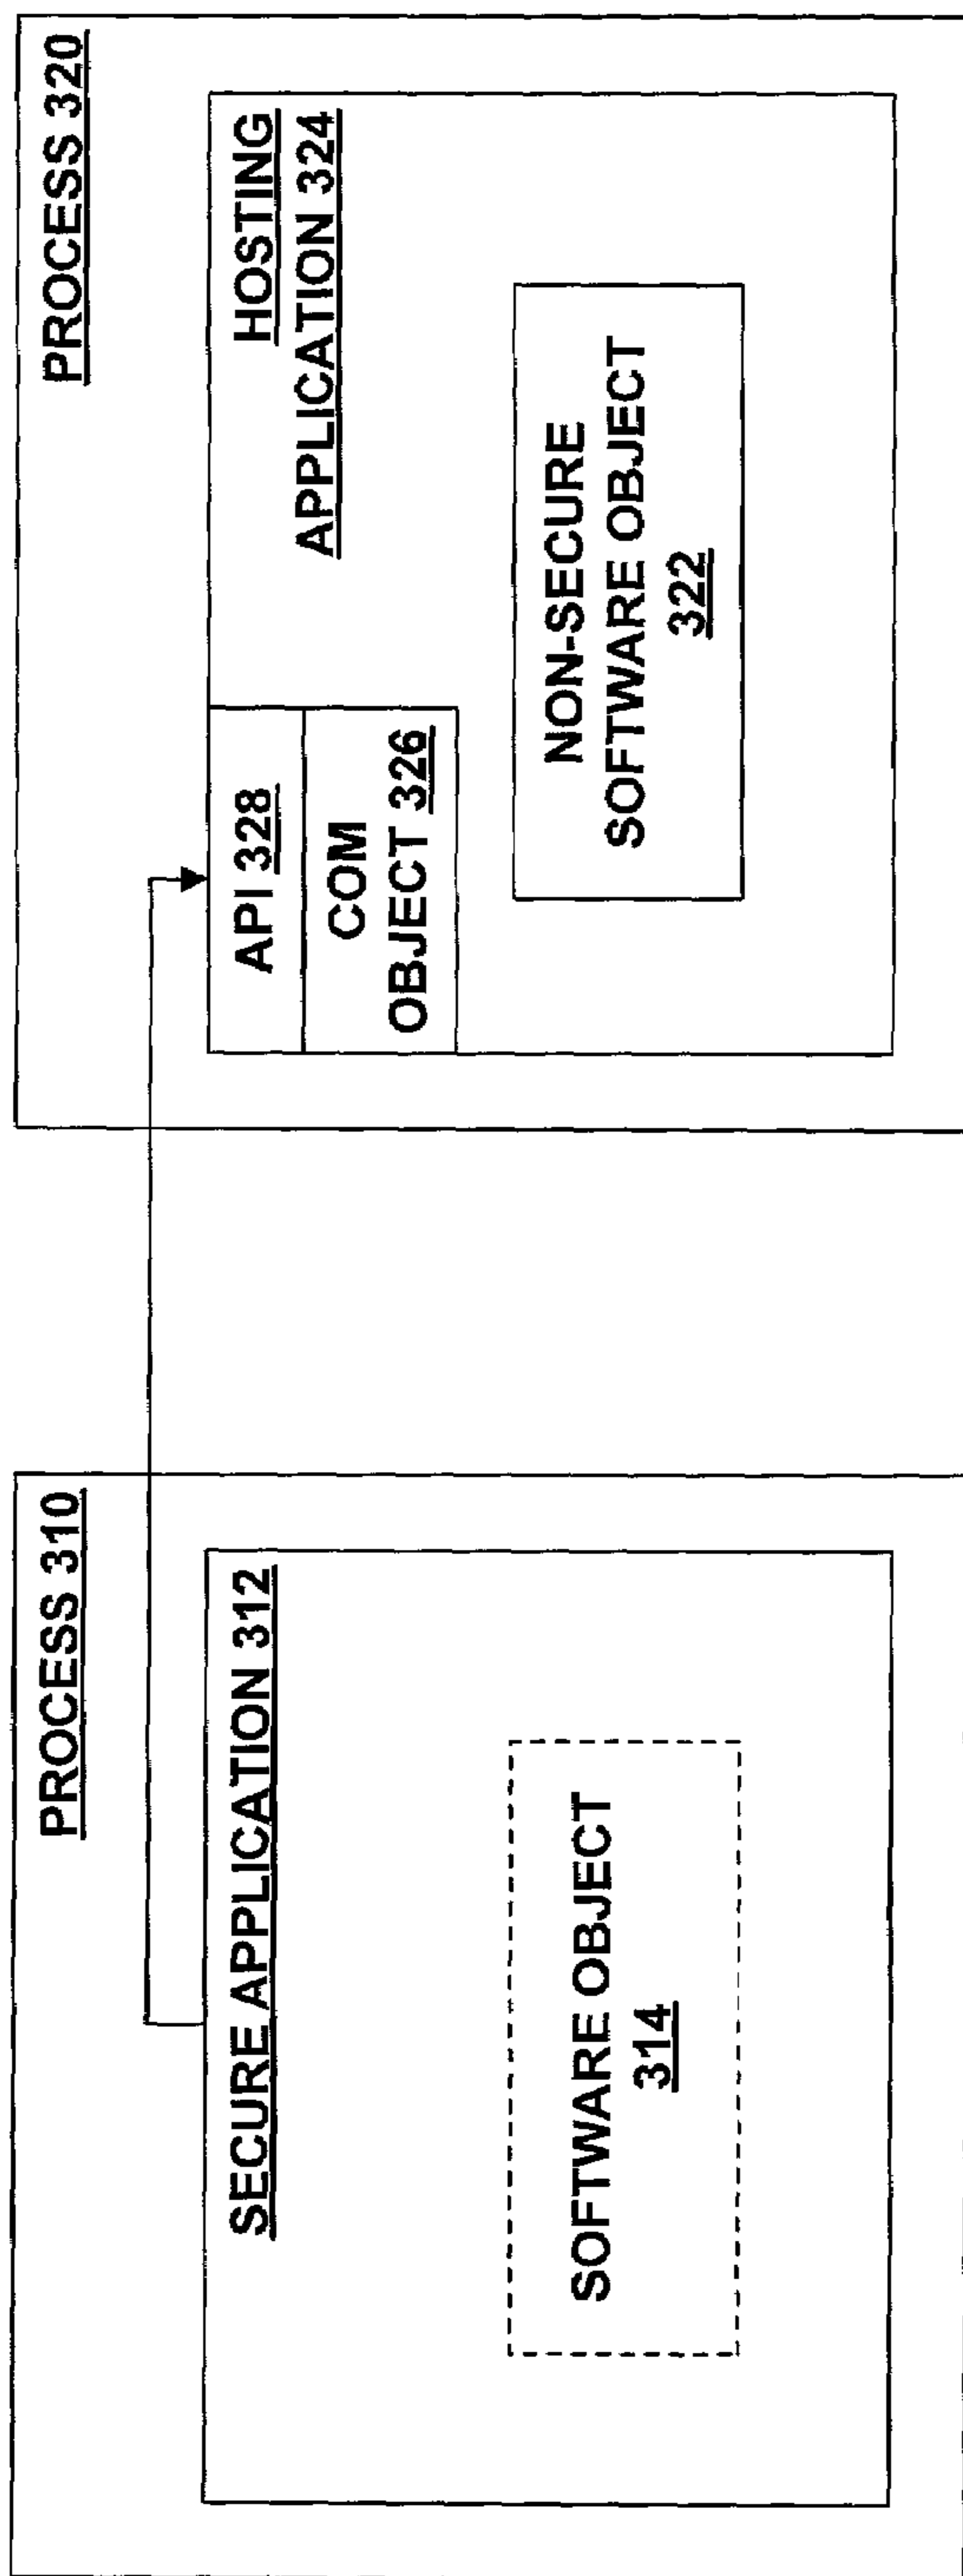 PROCESS 310
SECURE APPLICATION 312
SOFTWARE OBJECT
314
PROCESS 320
API 328
COM
OBJECT 326
HOSTING
APPLICATION 324
NON-SECURE
SOFTWARE OBJECT
322